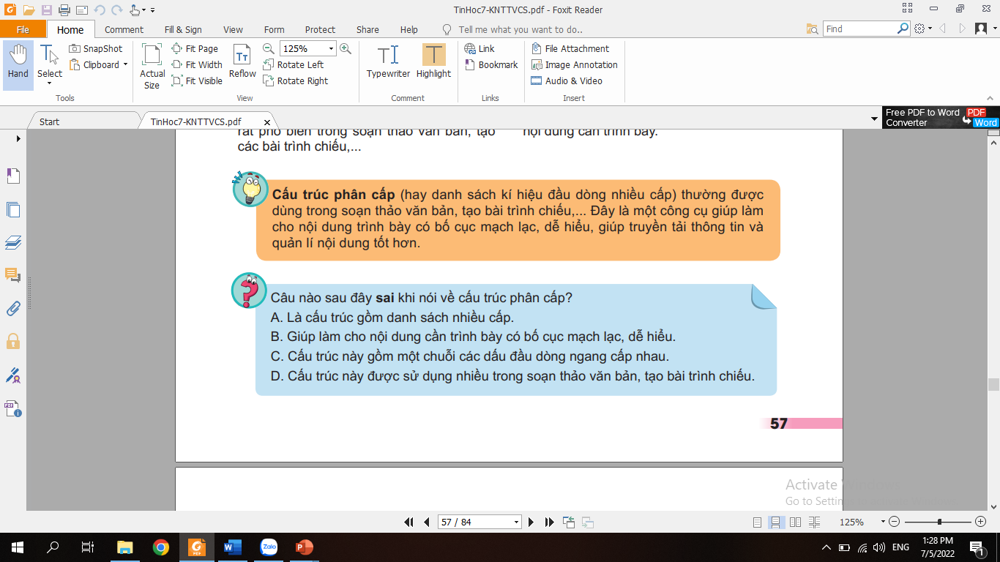 TinHoc7-KNTTVCS.pdf - Foxit Reader
File Home Comment Fill & Sign View Form Protect Share Help Tell me what you want to do.. Find
Hand
Select
SnapShot
Clipboard
Tools
Actual Size
Fit Page
Fit Width
Fit Visible
Reflow
125%
Rotate Left
Rotate Right
View
Typewriter
Highlight
Comment
Link
Bookmark
Links
File Attachment
Image Annotation
Audio & Video
Insert
Start
TinHoc7-KNTTVCS.pdf
Free PDF to Word PDF
Converter Word
rất phổ biến trong soạn thảo văn bản, tạo
các bài trình chiếu,...
nội dung cần trình bày.
Cấu trúc phân cấp (hay danh sách kí hiệu đầu dòng nhiều cấp) thường được
dùng trong soạn thảo văn bản, tạo bài trình chiếu,... Đây là một công cụ giúp làm
cho nội dung trình bày có bố cục mạch lạc, dễ hiểu, giúp truyền tải thông tin và
quản lí nội dung tốt hơn.
Câu nào sau đây sai khi nói về cấu trúc phân cấp?
A. Là cấu trúc gồm danh sách nhiều cấp.
B. Giúp làm cho nội dung cần trình bày có bố cục mạch lạc, dễ hiểu.
C. Cấu trúc này gồm một chuỗi các dấu đầu dòng ngang cấp nhau.
D. Cấu trúc này được sử dụng nhiều trong soạn thảo văn bản, tạo bài trình chiếu.
57
Activate
Go to
57 / 84
125%
ENG
1:28 PM
7/5/2022